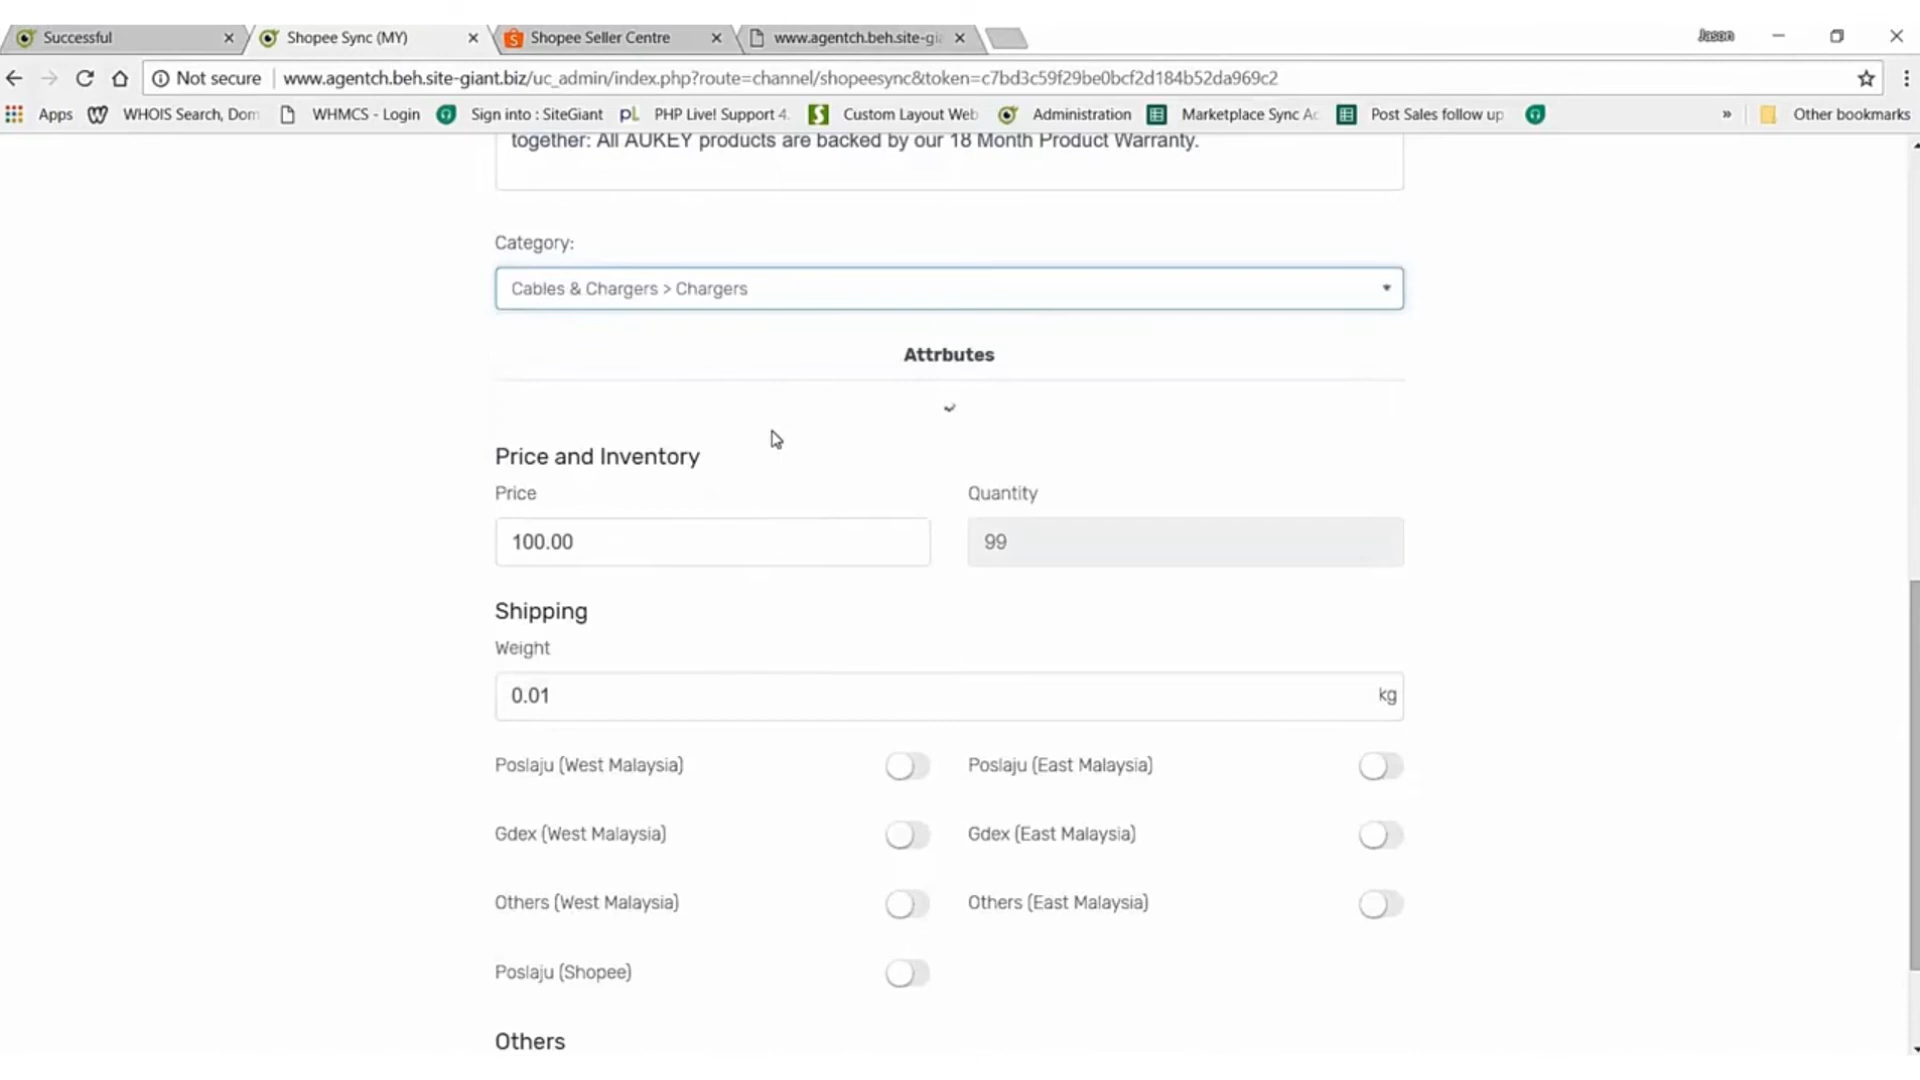 Successful
Shopee Sync (MY)
Shopee Seller Centre
www.agentch.beh.site-gi
Jason
Not secure
www.agentch.beh.site-giant.biz/uc_admin/index.php?route=channel/shopeesync&token=c7bd3c59f29be0bcf2d184b52da969c2
Apps
WHOIS Search, Dom
WHMCS - Login
Sign into : SiteGiant
PHP Live! Support 4.
Custom Layout Web
Administration
Marketplace Sync Ac
Post Sales follow up
»
Other bookmarks
together: All AUKEY products are backed by our 18 Month Product Warranty.
Category:
Cables & Chargers > Chargers
Attrbutes
Price and Inventory
Price
Quantity
100.00
99
Shipping
Weight
0.01
kg
Poslaju (West Malaysia)
Poslaju (East Malaysia)
Gdex (West Malaysia)
Gdex (East Malaysia)
Others (West Malaysia)
Others (East Malaysia)
Poslaju (Shopee)
Others